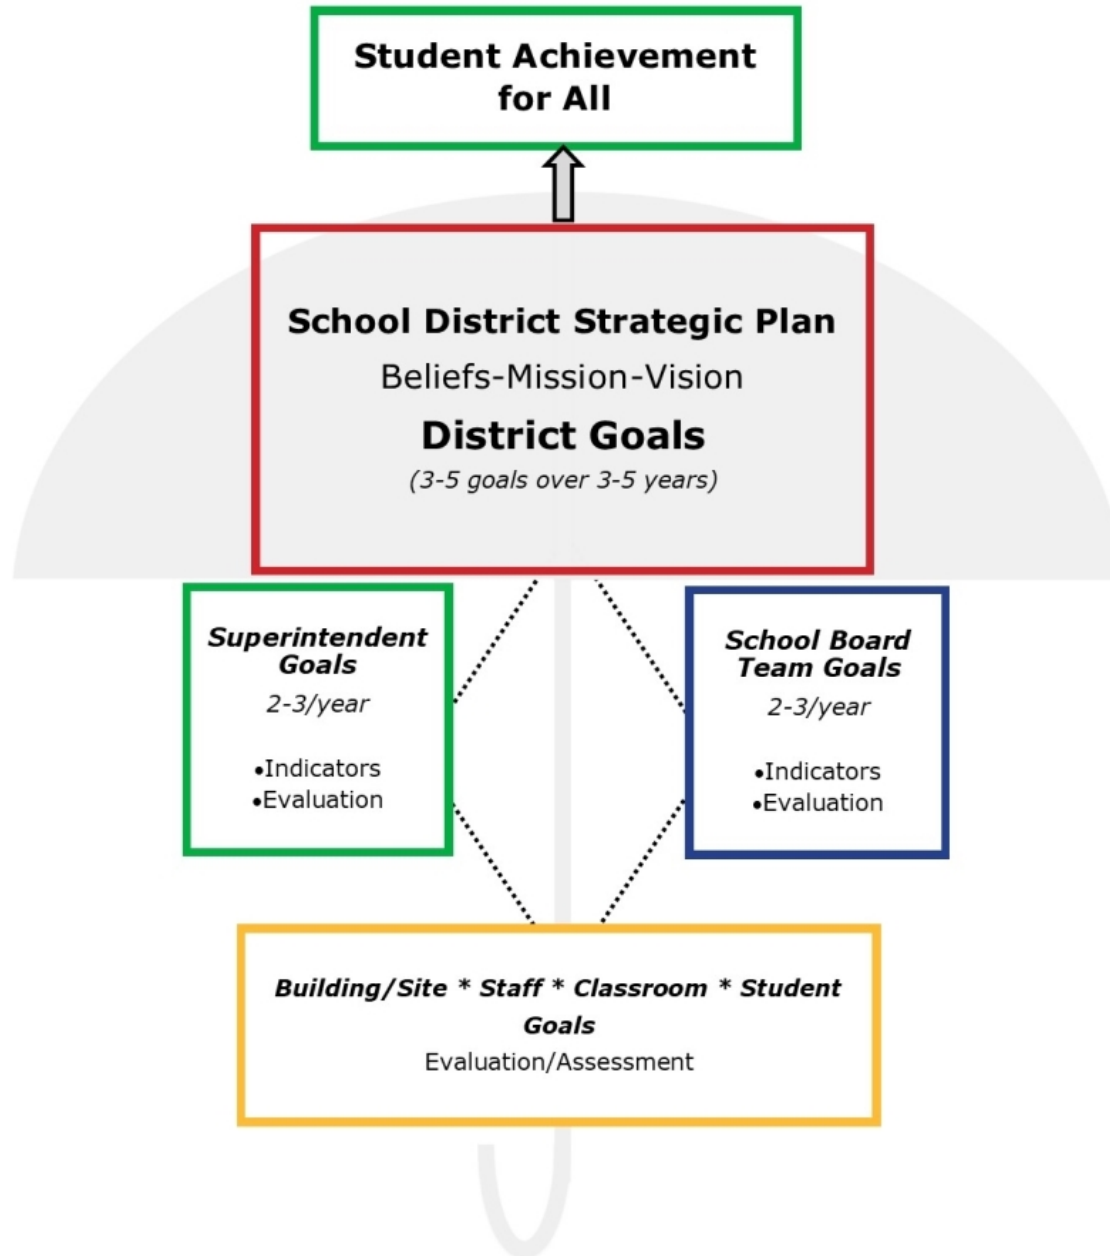 Student Achievement
for All
School District Strategic Plan
Beliefs-Mission-Vision
District Goals
(3-5 goals over 3-5 years)
Superintendent
Goals
2-3/year
•Indicators
•Evaluation
School Board
Team Goals
2-3/year
•Indicators
•Evaluation
Building/Site * Staff * Classroom * Student
Goals
Evaluation/Assessment